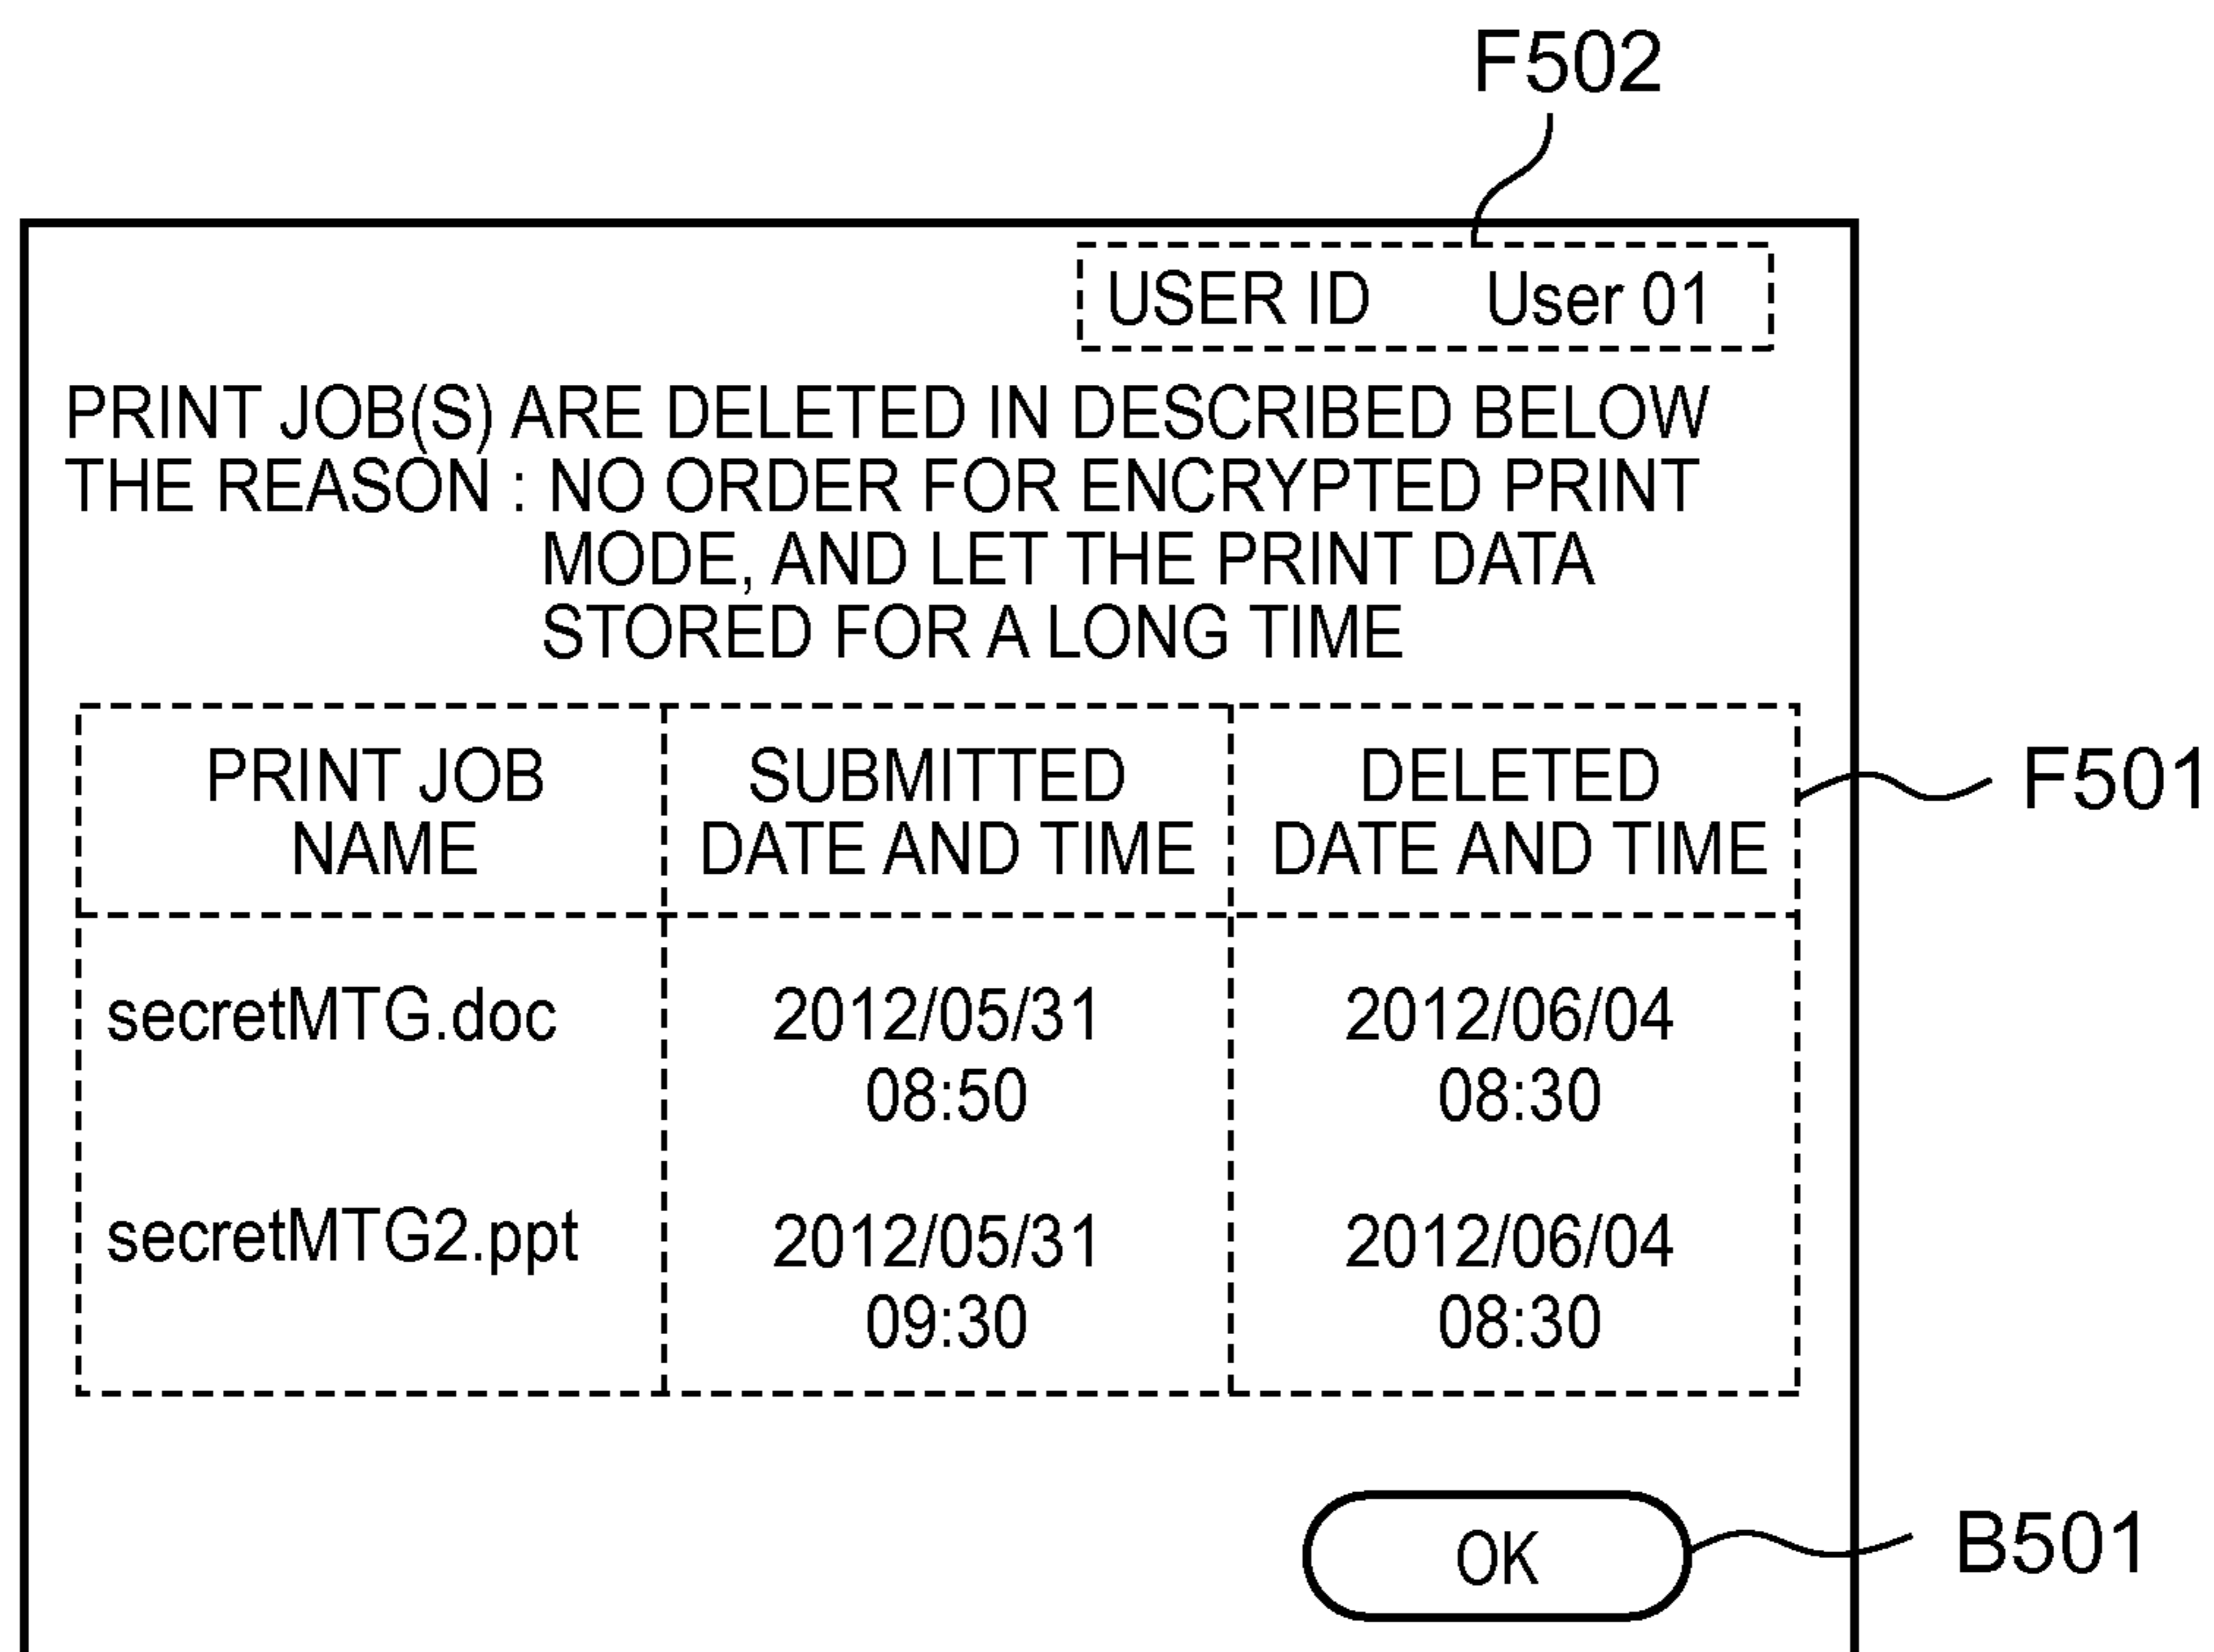 F502
USER ID User 01
PRINT JOB(S) ARE DELETED IN DESCRIBED BELOW
THE REASON : NO ORDER FOR ENCRYPTED PRINT
MODE, AND LET THE PRINT DATA
STORED FOR A LONG TIME
PRINT JOB
NAME
SUBMITTED
DATE AND TIME
DELETED
DATE AND TIME
F501
secretMTG.doc
2012/05/31
08:50
2012/06/04
08:30
secretMTG2.ppt
2012/05/31
09:30
2012/06/04
08:30
OK
B501